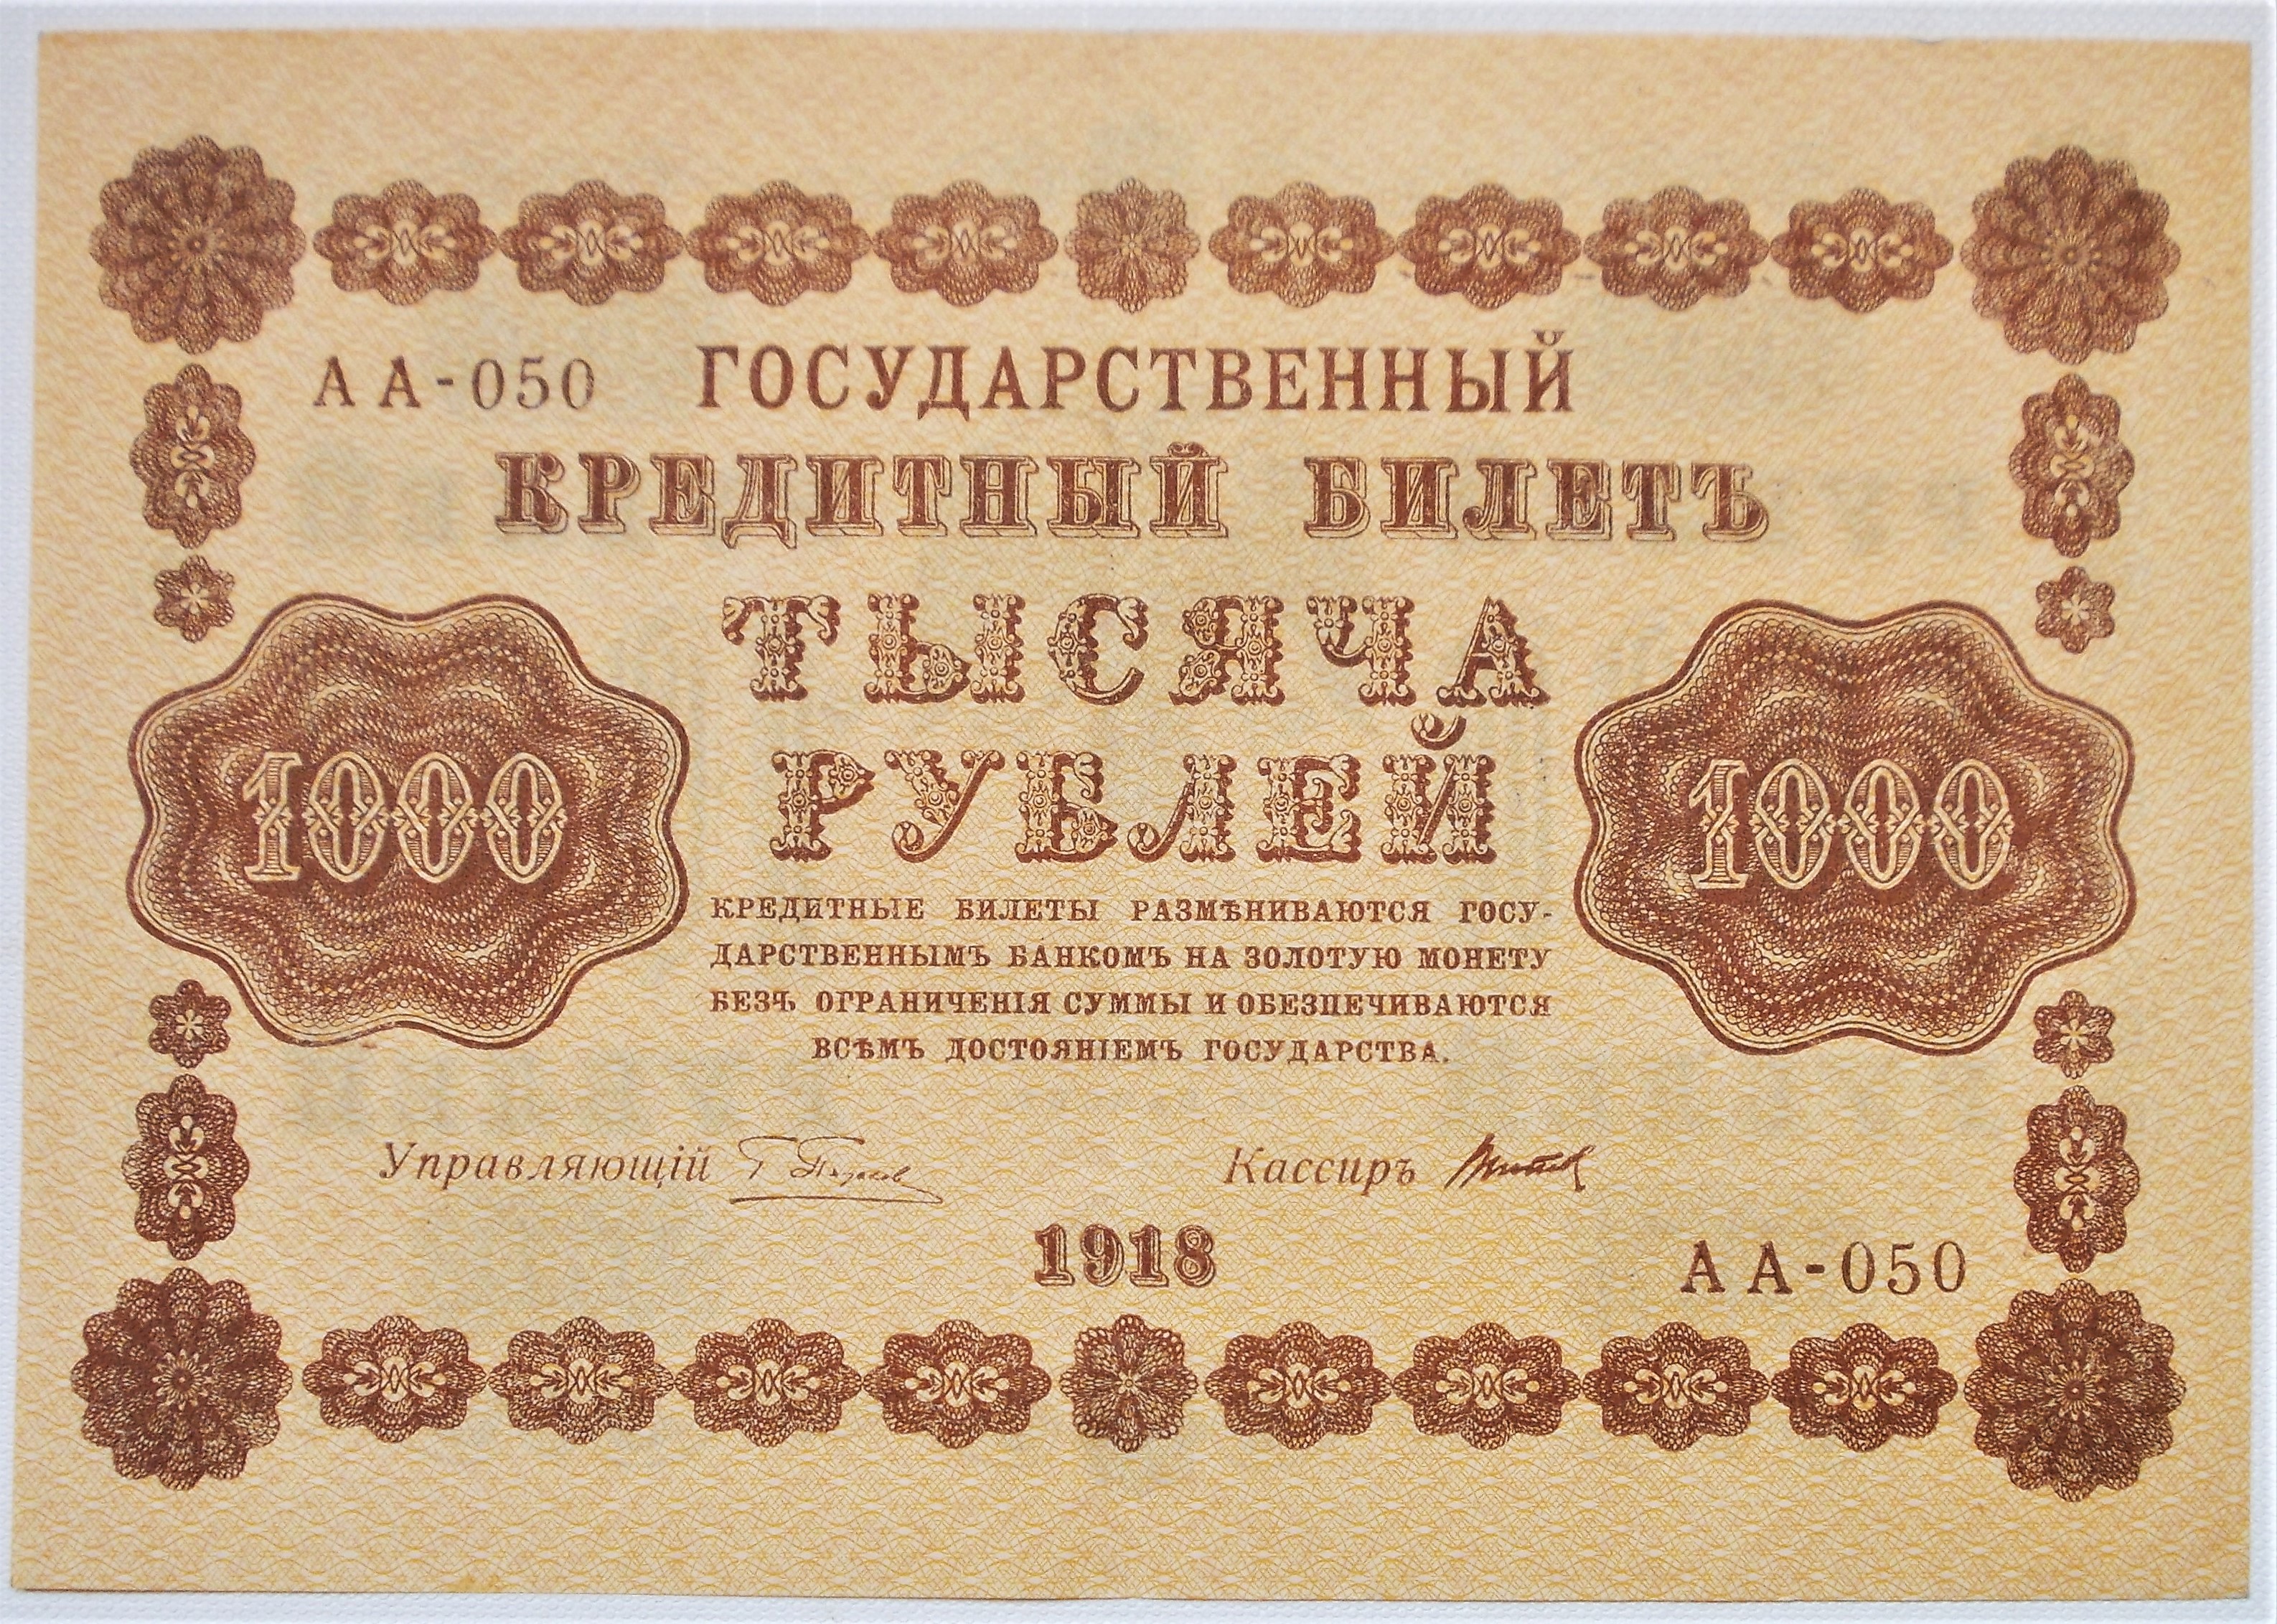 АА-050 ГОСУДАРСТВЕННЫЙ
КРЕДИТНЫЙ БИЛЕТЪ
ТЫСЯЧА
РУБЛЕЙ
1000
1000
КРЕДИТНЫЕ БИЛЕТЫ РАЗМѢНИВАЮТСЯ ГОСУ-
ДАРСТВЕННЫМЪ БАНКОМЪ НА ЗОЛОТУЮ МОНЕТУ
БЕЗЪ ОГРАНИЧЕНІЯ СУММЫ И ОБЕЗПЕЧИВАЮТСЯ
ВСѢМЪ ДОСТОЯНІЕМЪ ГОСУДАРСТВА.
Управляющій
Кассиръ
1918
АА-050